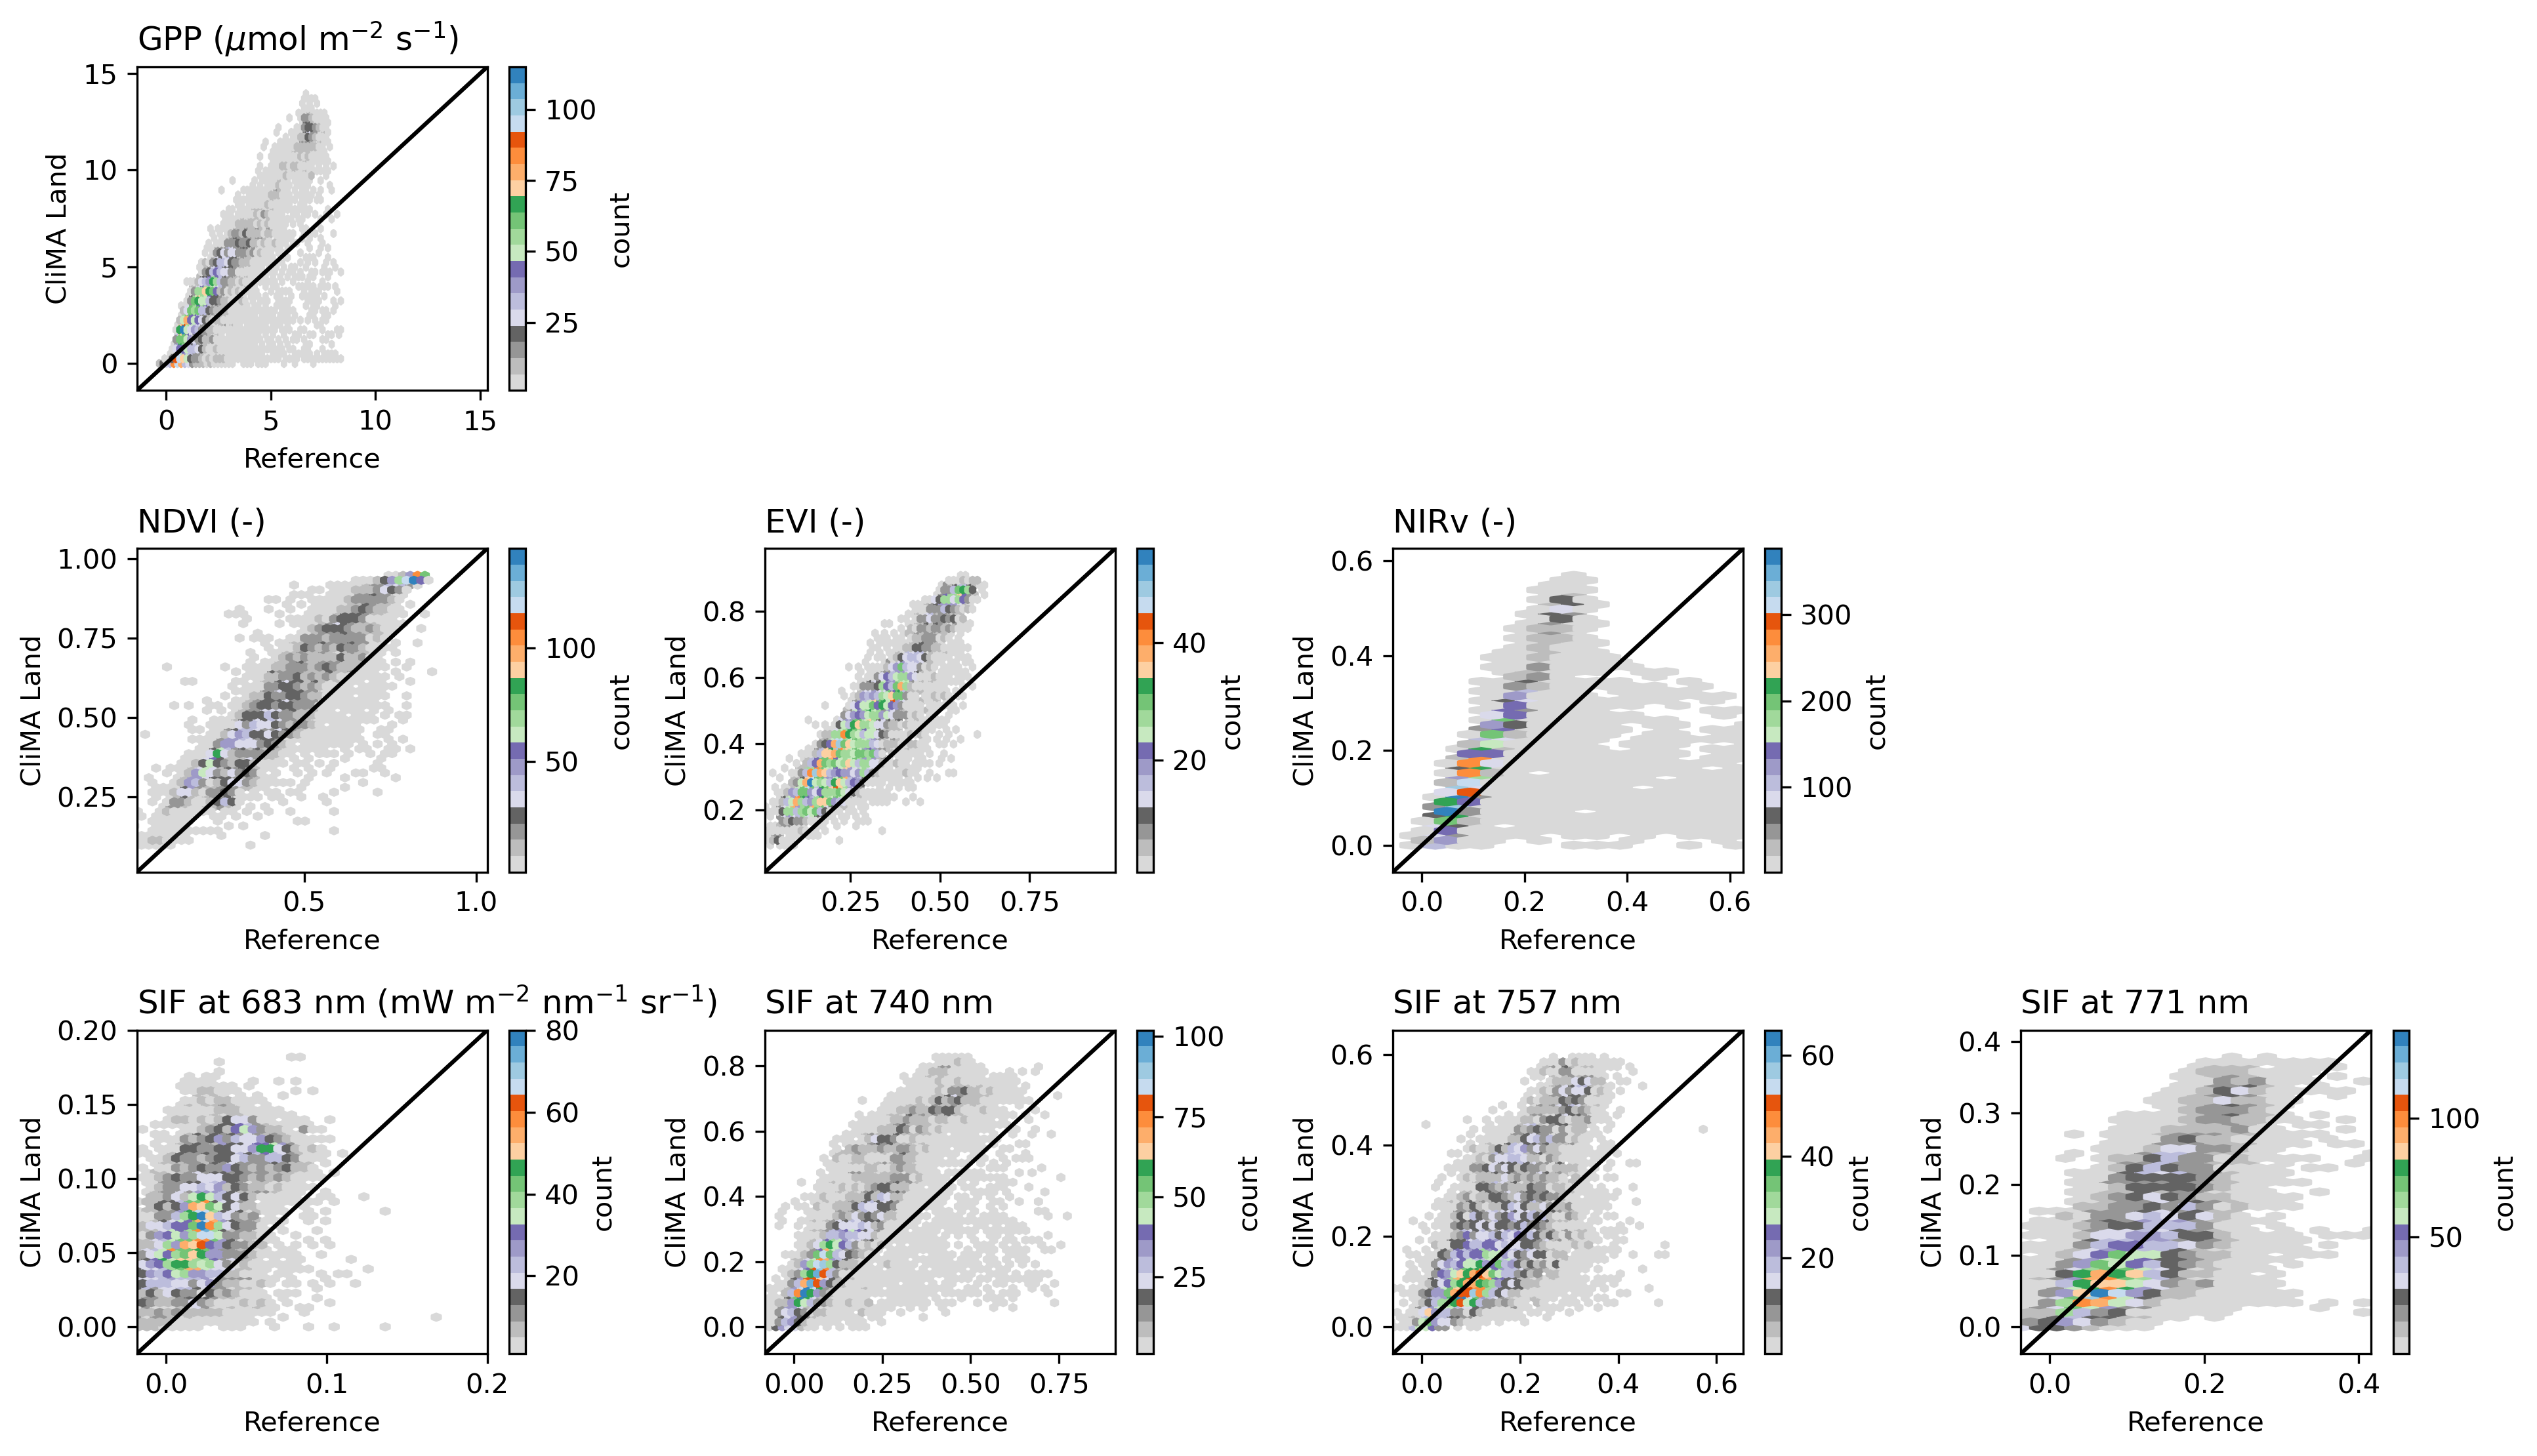 GPP (μmol m⁻² s⁻¹)
15
10
5
0
CliMA Land
0 5 10 15
Reference
100
75
50
25
count
NDVI (-)
1.00
0.75
0.50
0.25
CliMA Land
0.5 1.0
Reference
100
50
count
EVI (-)
0.8
0.6
0.4
0.2
CliMA Land
0.25 0.50 0.75
Reference
40
20
count
NIRv (-)
0.6
0.4
0.2
0.0
CliMA Land
0.0 0.2 0.4 0.6
Reference
300
200
100
count
SIF at 683 nm (mW m⁻² nm⁻¹ sr⁻¹)
0.20
0.15
0.10
0.05
0.00
CliMA Land
0.0 0.1 0.2
Reference
80
60
40
20
count
SIF at 740 nm
0.8
0.6
0.4
0.2
0.0
CliMA Land
0.00 0.25 0.50 0.75
Reference
100
75
50
25
count
SIF at 757 nm
0.6
0.4
0.2
0.0
CliMA Land
0.0 0.2 0.4 0.6
Reference
60
40
20
count
SIF at 771 nm
0.4
0.3
0.2
0.1
0.0
CliMA Land
0.0 0.2 0.4
Reference
100
50
count